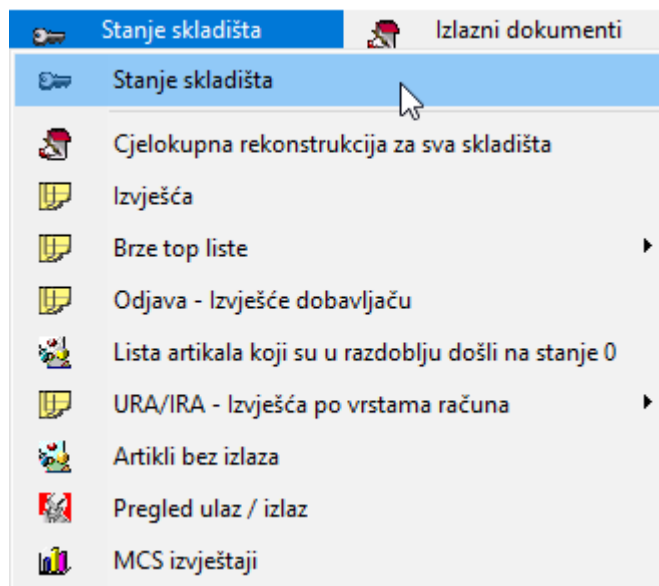 Stanje skladišta Izlazni dokumenti
Stanje skladišta
Cjelokupna rekonstrukcija za sva skladišta
Izvješća
Brze top liste
Odjava - Izvješće dobavljaču
Lista artikala koji su u razdoblju došli na stanje 0
URA/IRA - Izvješća po vrstama računa
Artikli bez izlaza
Pregled ulaz / izlaz
MCS izvještaji